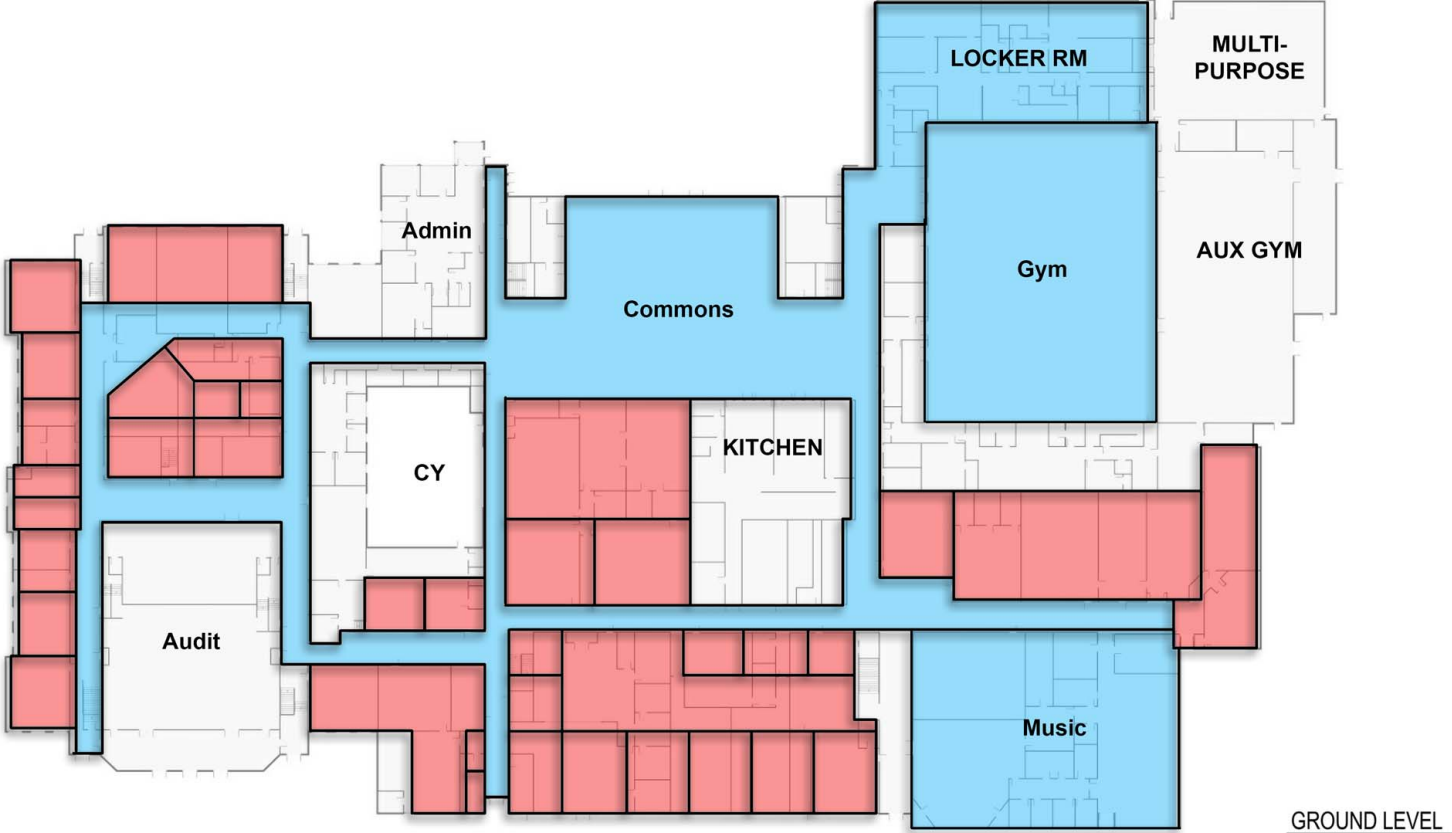 LOCKER RM
MULTI-
PURPOSE
Admin
AUX GYM
Gym
Commons
KITCHEN
CY
Audit
Music
GROUND LEVEL